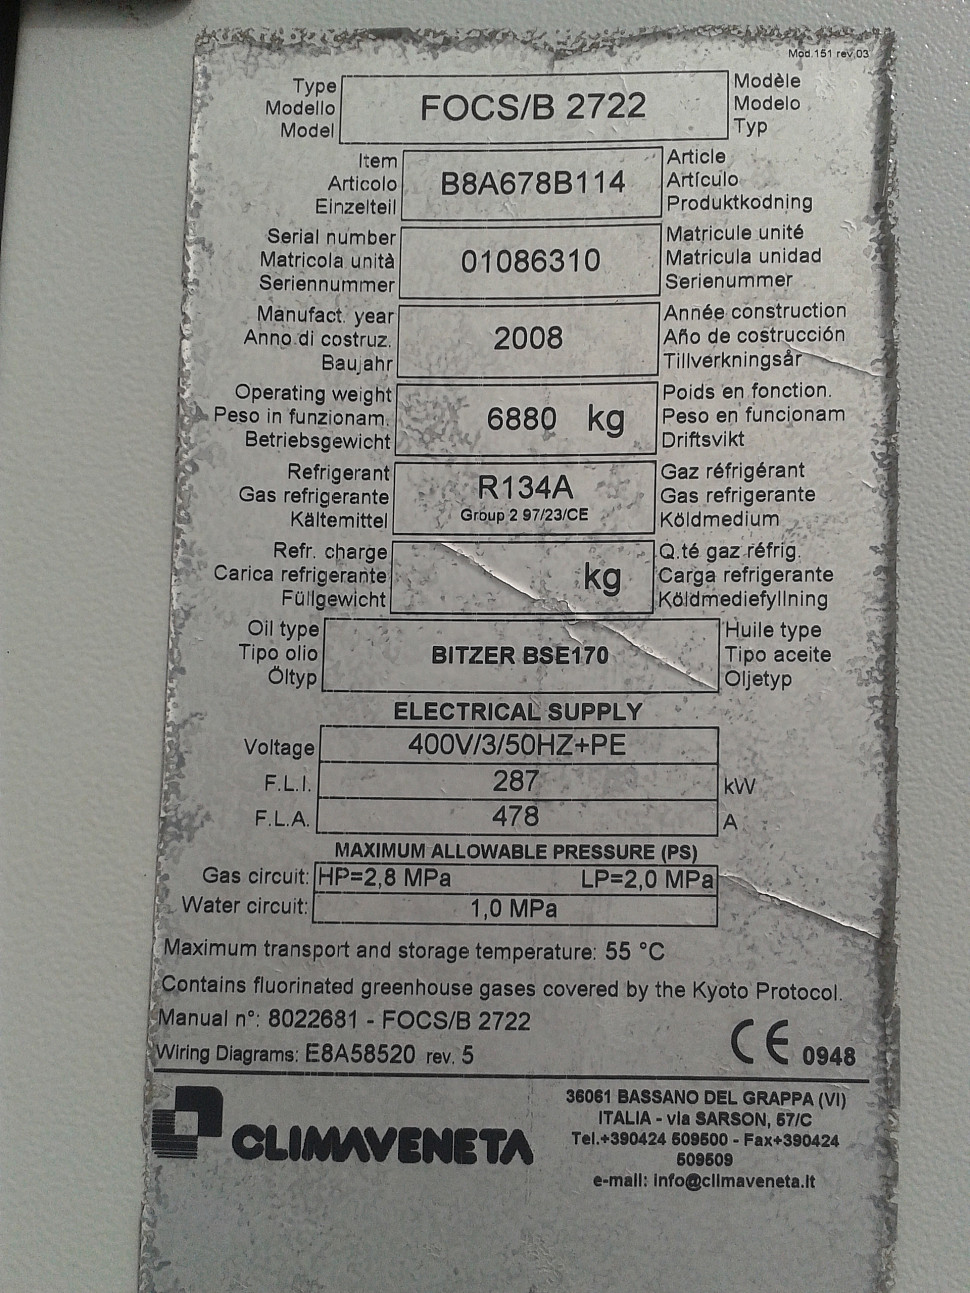 Mod.151 rev.03
Type
Modello
Model
FOCS/B 2722
Modèle
Modelo
Typ
Item
Articolo
Einzelteil
B8A678B114
Article
Artículo
Produktkodning
Serial number
Matricola unità
Seriennummer
01086310
Matricule unité
Matricula unidad
Serienummer
Manufact. year
Anno di costruz.
Baujahr
2008
Année construction
Año de costrucción
Tillverkningsår
Operating weight
Peso in funzionam.
Betriebsgewicht
6880 kg
Poids en fonction.
Peso en funcionam
Driftsvikt
Refrigerant
Gas refrigerante
Kältemittel
R134A
Group 2 97/23/CE
Gaz réfrigérant
Gas refrigerante
Köldmedium
Refr. charge
Carica refrigerante
Füllgewicht
kg
Q.té gaz réfrig.
Carga refrigerante
Köldmediefyllning
Oil type
Tipo olio
Öltyp
BITZER BSE170
Huile type
Tipo aceite
Oljetyp
ELECTRICAL SUPPLY
Voltage 400V/3/50HZ+PE
F.L.I. 287 kW
F.L.A. 478 A
MAXIMUM ALLOWABLE PRESSURE (PS)
Gas circuit: HP=2,8 MPa LP=2,0 MPa
Water circuit: 1,0 MPa
Maximum transport and storage temperature: 55 °C
Contains fluorinated greenhouse gases covered by the Kyoto Protocol.
Manual n°: 8022681 - FOCS/B 2722
Wiring Diagrams: E8A58520 rev. 5
CE 0948
CLIMAVENETA
36061 BASSANO DEL GRAPPA (VI)
ITALIA - via SARSON, 57/C
Tel.+390424 509500 - Fax+390424
509509
e-mail: info@climaveneta.it